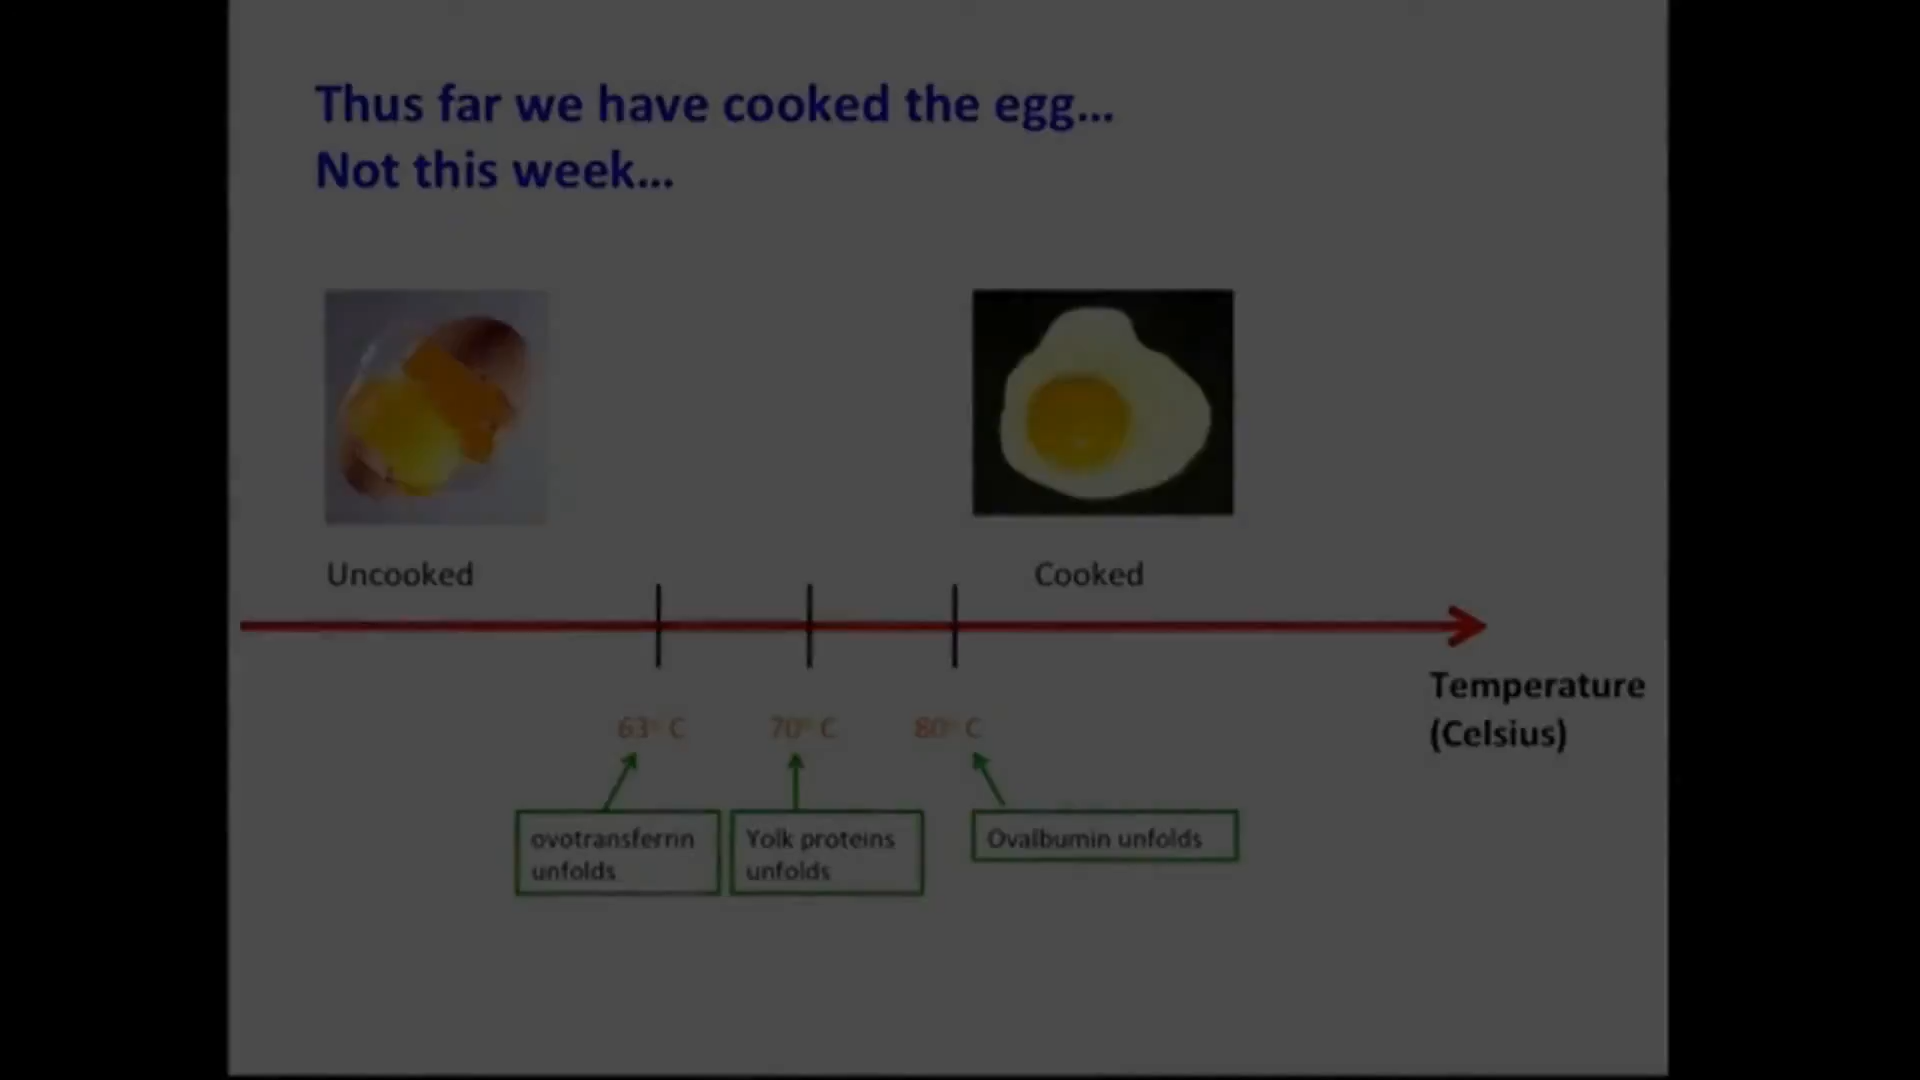 Thus far we have cooked the egg...
Not this week...
Uncooked
Cooked
Temperature
(Celsius)
63° C
70° C
80° C
ovotransferrin
unfolds
Yolk proteins
unfolds
Ovalbumin unfolds